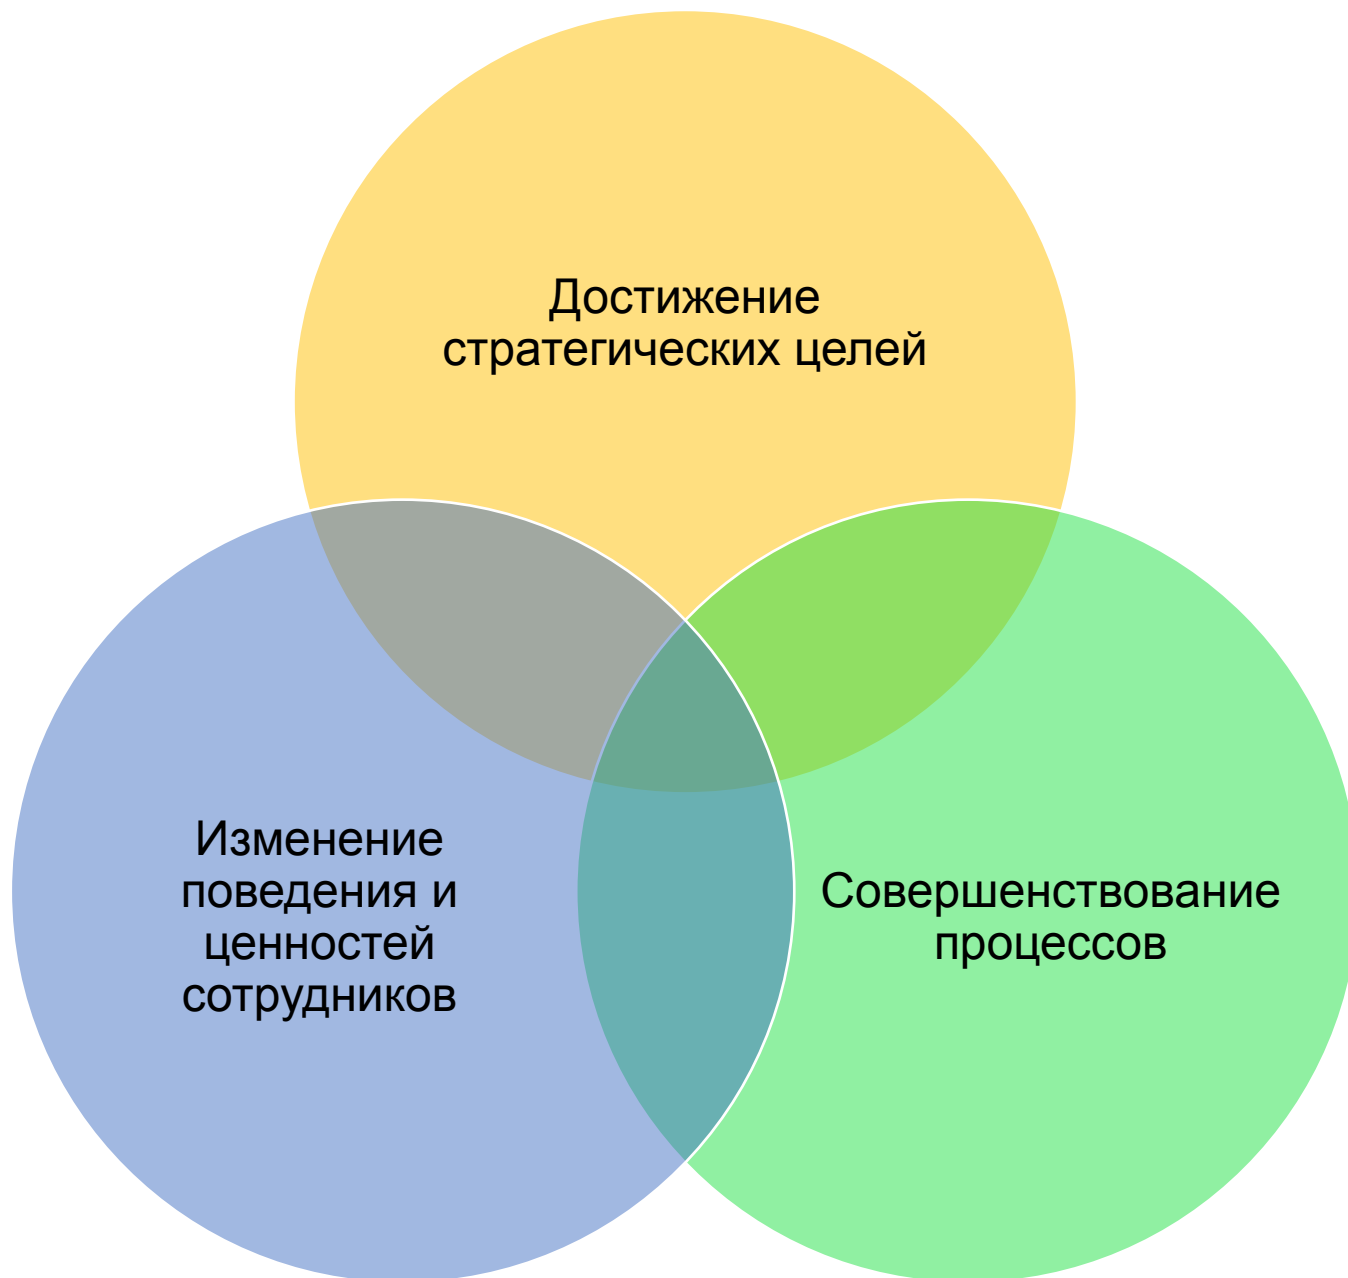 Достижение
стратегических целей
Изменение
поведения и
ценностей
сотрудников
Совершенствование
процессов